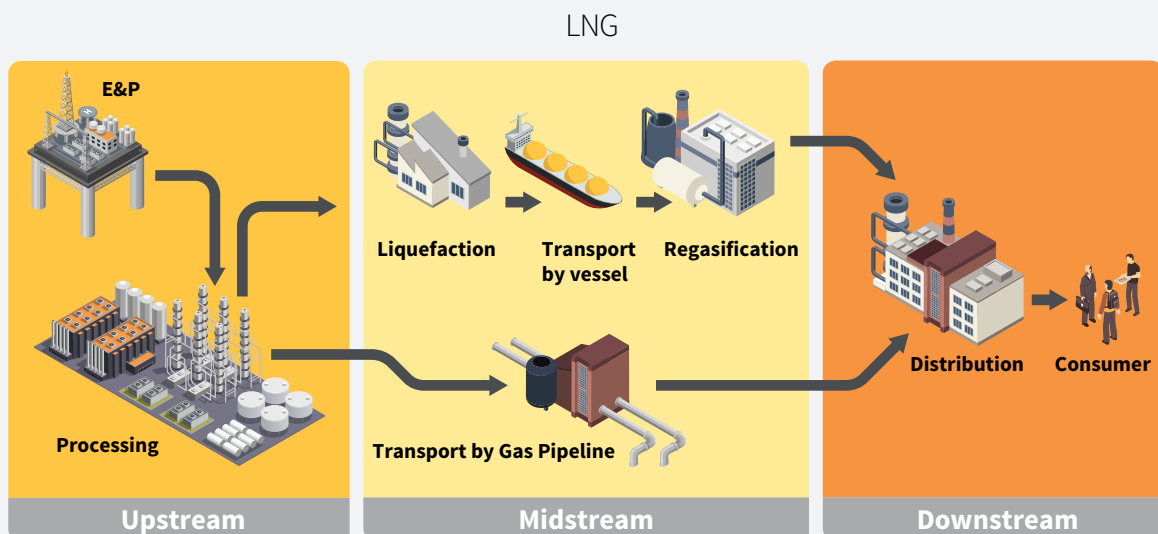 LNG
E&P
Processing
Upstream
Liquefaction
Transport
by vessel
Regasification
Transport by Gas Pipeline
Midstream
Distribution
Consumer
Downstream